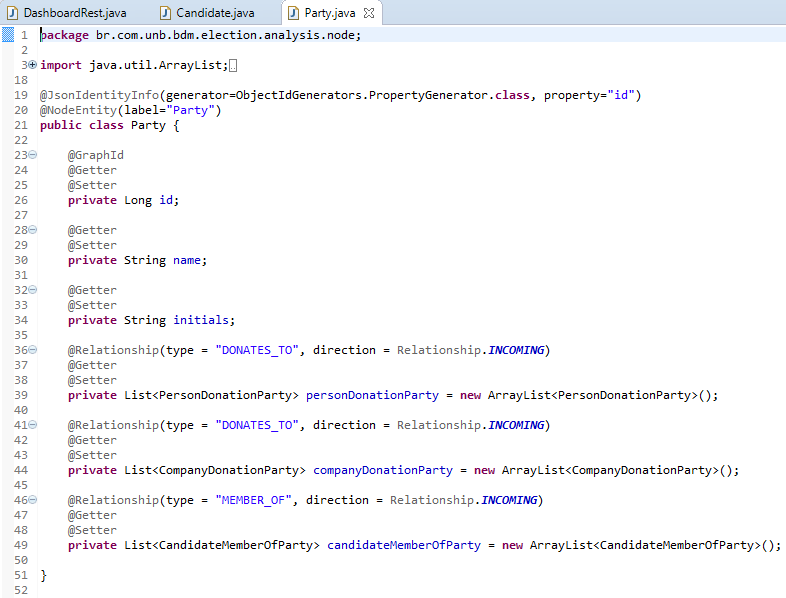 DashboardRest.java Candidate.java Party.java
1 package br.com.unb.bdm.election.analysis.node;
2
3 import java.util.ArrayList;
18
19 @JsonIdentityInfo(generator=ObjectIdGenerators.PropertyGenerator.class, property="id")
20 @NodeEntity(label="Party")
21 public class Party {
22
23 @GraphId
24 @Getter
25 @Setter
26 private Long id;
27
28 @Getter
29 @Setter
30 private String name;
31
32 @Getter
33 @Setter
34 private String initials;
35
36 @Relationship(type = "DONATES_TO", direction = Relationship.INCOMING)
37 @Getter
38 @Setter
39 private List<PersonDonationParty> personDonationParty = new ArrayList<PersonDonationParty>();
40
41 @Relationship(type = "DONATES_TO", direction = Relationship.INCOMING)
42 @Getter
43 @Setter
44 private List<CompanyDonationParty> companyDonationParty = new ArrayList<CompanyDonationParty>();
45
46 @Relationship(type = "MEMBER_OF", direction = Relationship.INCOMING)
47 @Getter
48 @Setter
49 private List<CandidateMemberOfParty> candidateMemberOfParty = new ArrayList<CandidateMemberOfParty>();
50
51 }
52